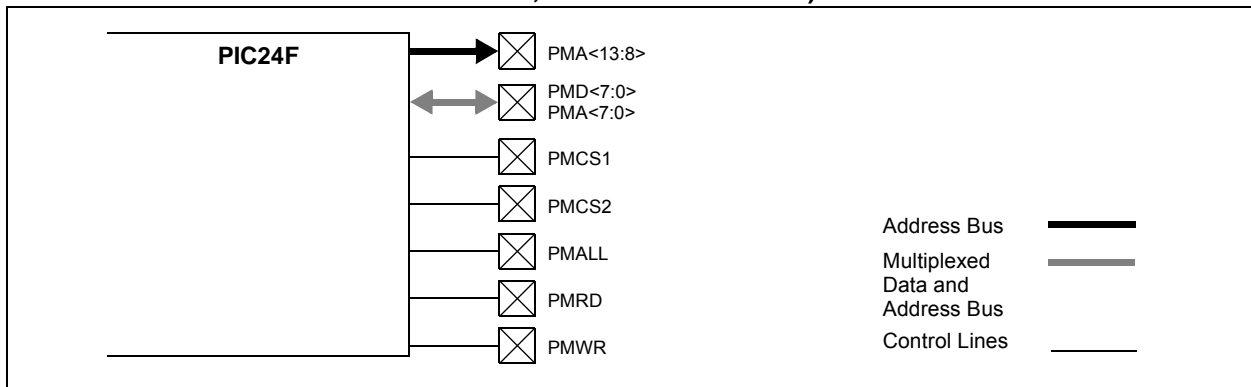 PIC24F
PMA<13:8>
PMD<7:0>
PMA<7:0>
PMCS1
PMCS2
PMALL
PMRD
PMWR
Address Bus
Multiplexed
Data and
Address Bus
Control Lines